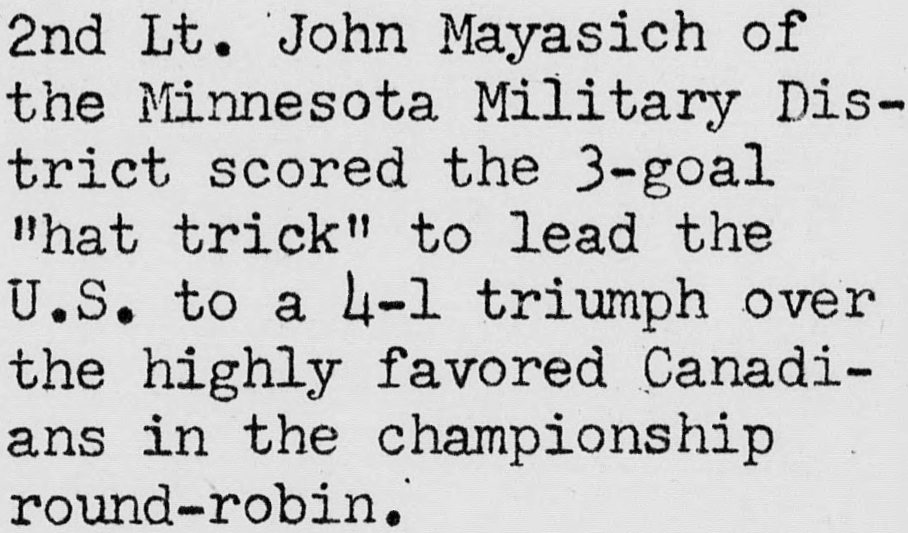 2nd Lt. John Mayasich of
the Minnesota Military Dis-
trict scored the 3-goal
"hat trick" to lead the
U.S. to a 4-1 triumph over
the highly favored Canadi-
ans in the championship
round-robin.